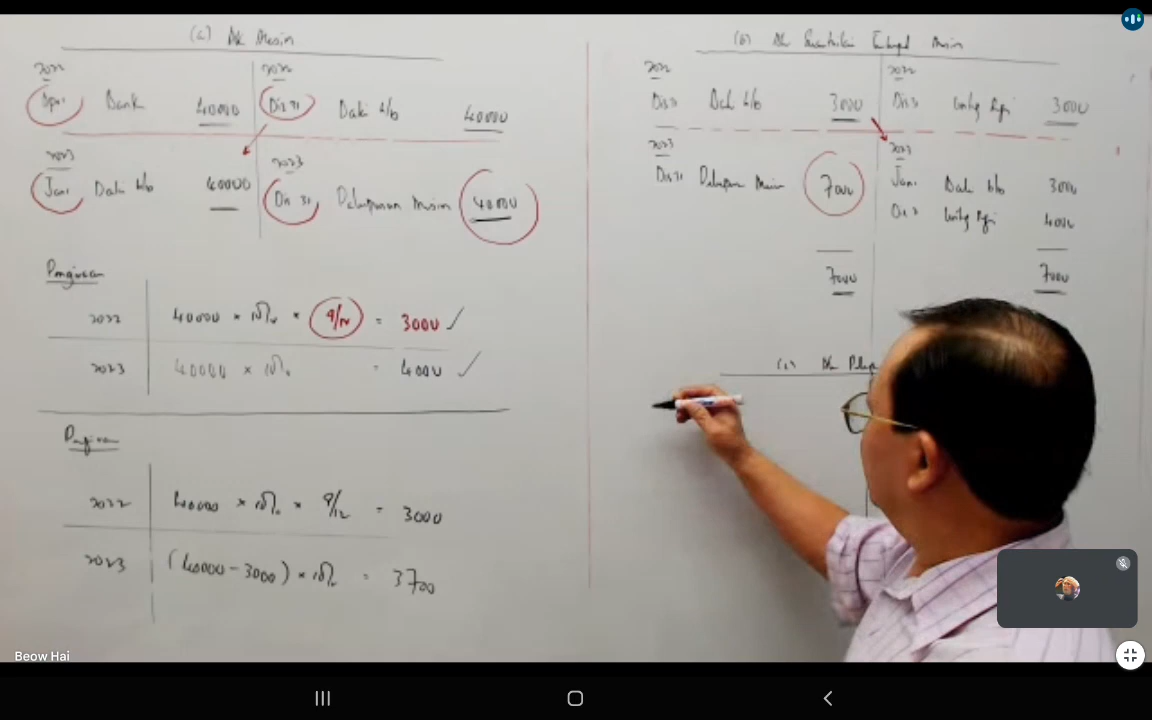 (a) Ak Mesin
2022
2022
Apr 1 Bank 40000
Dis 31 Baki h/b 40000
2023
2023
Jan 1 Baki b/b 40000
Dis 31 Pelupusan Mesin 40000
2022 40000 × 10% × 9/12 = 3000 ✓
2023 40000 × 10% = 4000 ✓
2022 40000 × 10% × 9/12 = 3000
2023 (40000 - 3000) × 10% = 3700
(b) Mesin
2022
2022
Dis 31 Baki h/b 3000
Dis 31 Untung Rugi 3000
2023
2023
Dis 31 Pelupusan Mesin 7000
Jan 1 Baki b/b 3000
Dis 31 Untung Rugi 4000
7000
7000
(c) Ak Pelup
Beow Hai